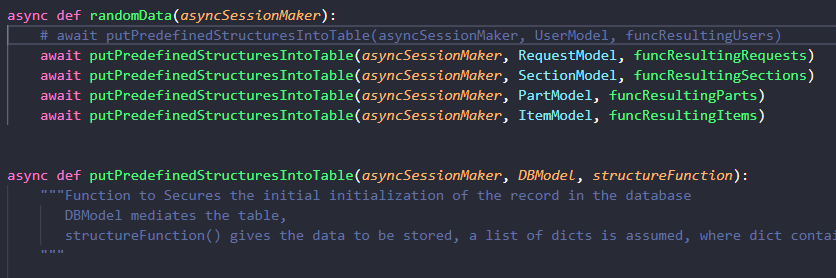 async def randomData(asyncSessionMaker):
# await putPredefinedStructuresIntoTable(asyncSessionMaker, UserModel, funcResultingUsers)
await putPredefinedStructuresIntoTable(asyncSessionMaker, RequestModel, funcResultingRequests)
await putPredefinedStructuresIntoTable(asyncSessionMaker, SectionModel, funcResultingSections)
await putPredefinedStructuresIntoTable(asyncSessionMaker, PartModel, funcResultingParts)
await putPredefinedStructuresIntoTable(asyncSessionMaker, ItemModel, funcResultingItems)
async def putPredefinedStructuresIntoTable(asyncSessionMaker, DBModel, structureFunction):
"""Function to Secures the initial initialization of the record in the database
DBModel mediates the table,
structureFunction() gives the data to be stored, a list of dicts is assumed, where dict contai
"""